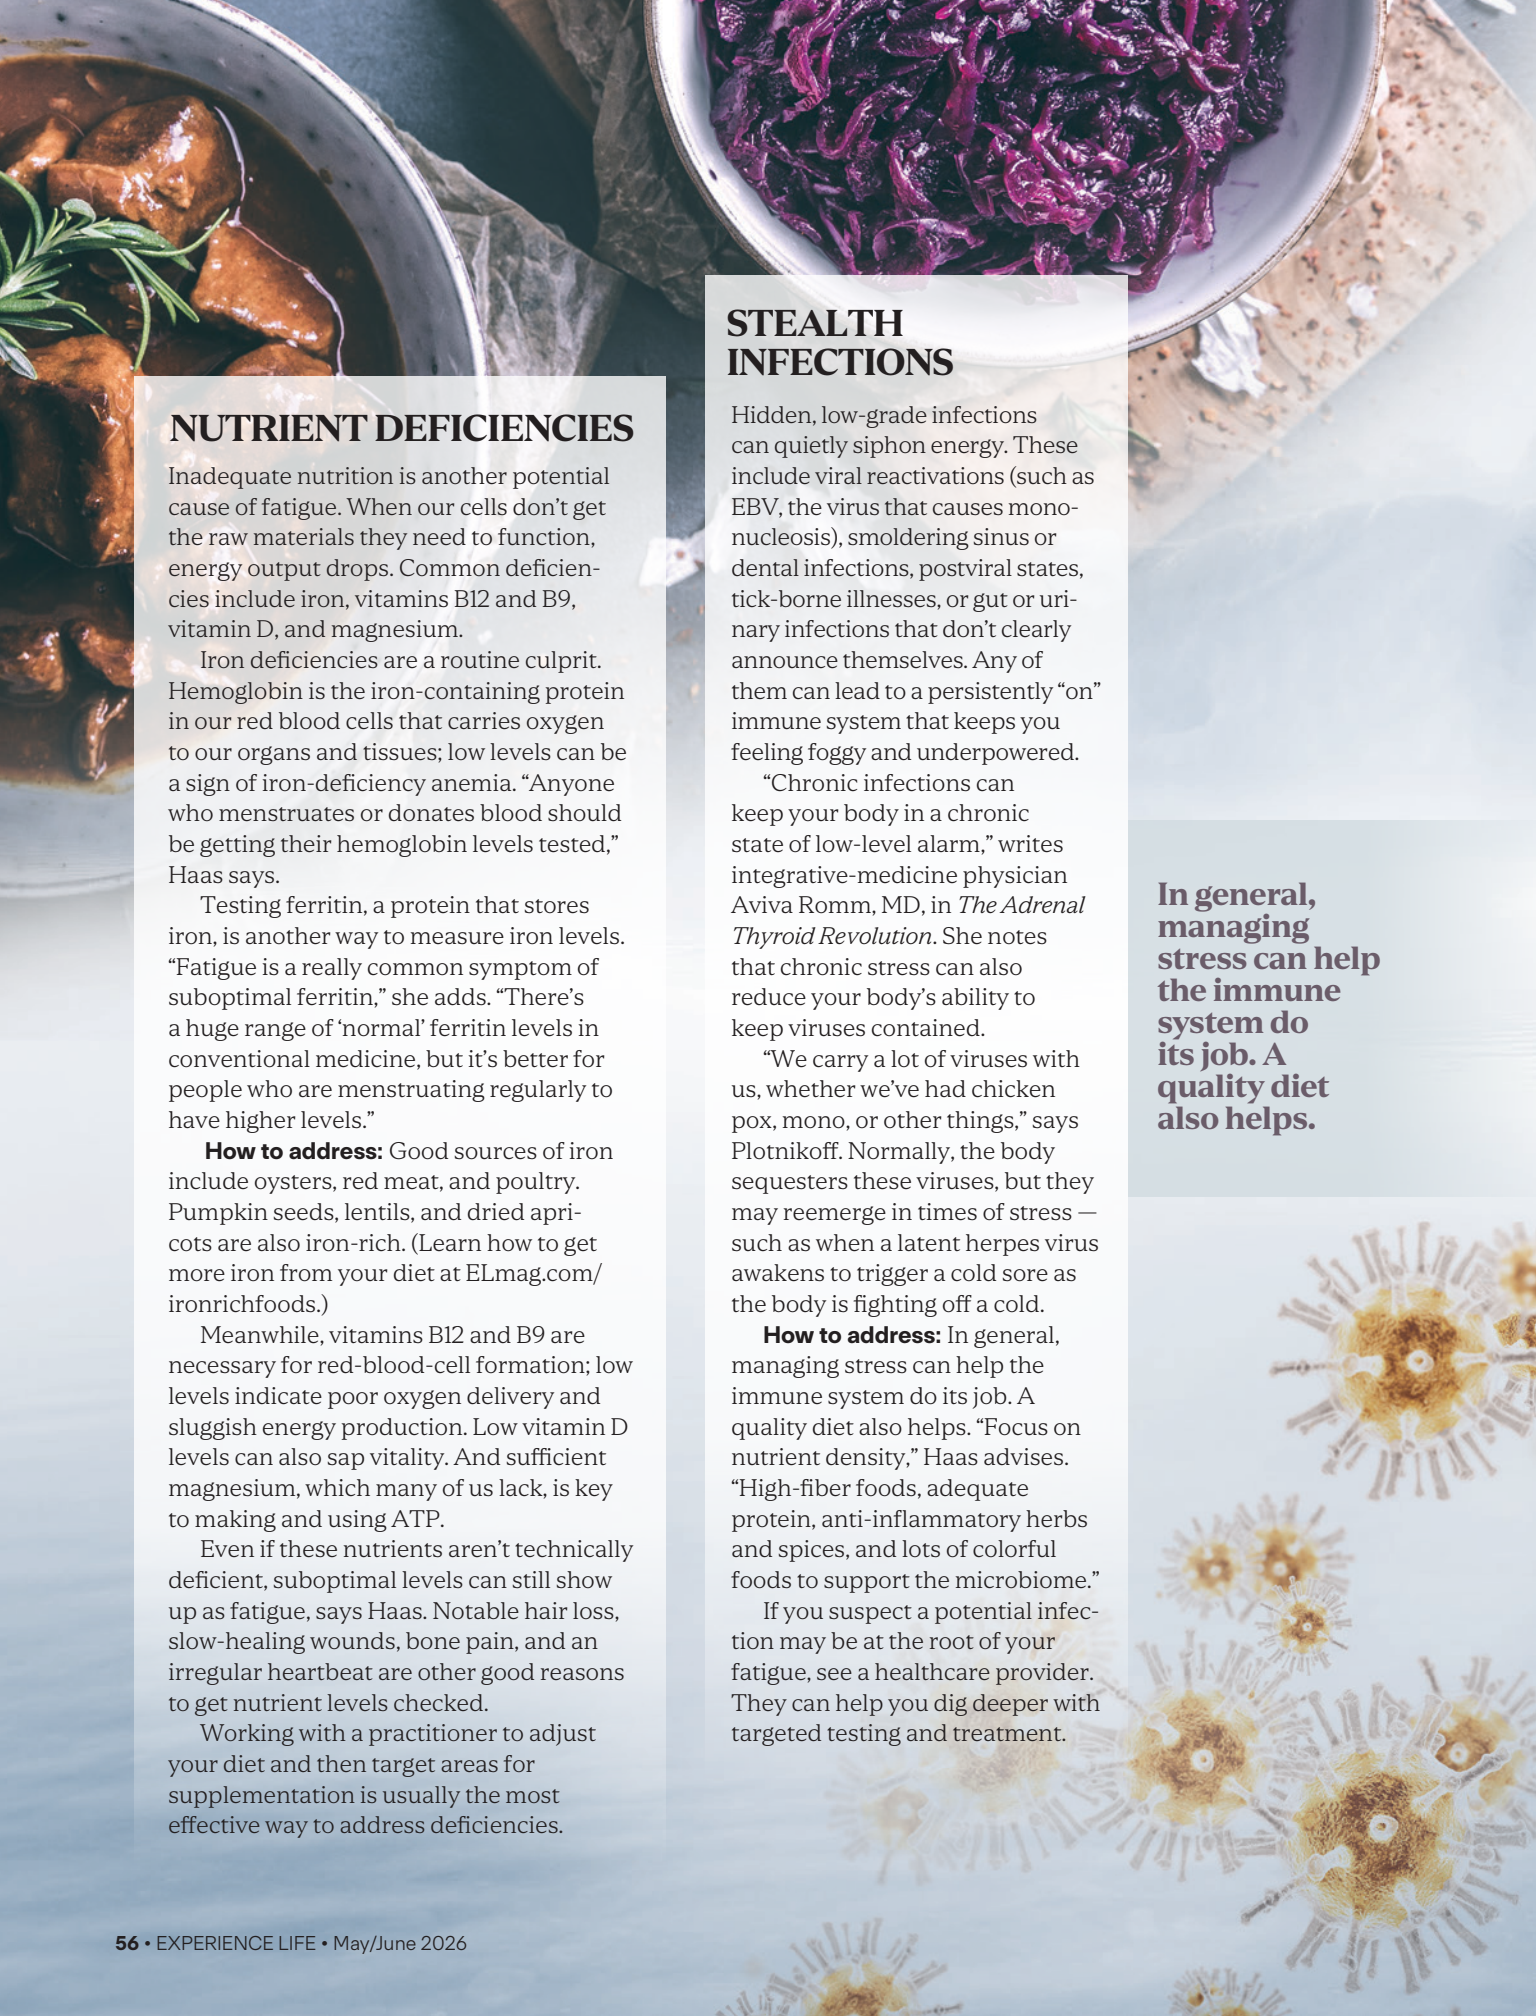 NUTRIENT DEFICIENCIES
Inadequate nutrition is another potential
cause of fatigue. When our cells don’t get
the raw materials they need to function,
energy output drops. Common deficien-
cies include iron, vitamins B12 and B9,
vitamin D, and magnesium.
Iron deficiencies are a routine culprit.
Hemoglobin is the iron-containing protein
in our red blood cells that carries oxygen
to our organs and tissues; low levels can be
a sign of iron-deficiency anemia. “Anyone
who menstruates or donates blood should
be getting their hemoglobin levels tested,”
Haas says.
Testing ferritin, a protein that stores
iron, is another way to measure iron levels.
“Fatigue is a really common symptom of
suboptimal ferritin,” she adds. “There’s
a huge range of ‘normal’ ferritin levels in
conventional medicine, but it’s better for
people who are menstruating regularly to
have higher levels.”
How to address: Good sources of iron
include oysters, red meat, and poultry.
Pumpkin seeds, lentils, and dried apri-
cots are also iron-rich. (Learn how to get
more iron from your diet at ELmag.com/
ironrichfoods.)
Meanwhile, vitamins B12 and B9 are
necessary for red-blood-cell formation; low
levels indicate poor oxygen delivery and
sluggish energy production. Low vitamin D
levels can also sap vitality. And sufficient
magnesium, which many of us lack, is key
to making and using ATP.
Even if these nutrients aren’t technically
deficient, suboptimal levels can still show
up as fatigue, says Haas. Notable hair loss,
slow-healing wounds, bone pain, and an
irregular heartbeat are other good reasons
to get nutrient levels checked.
Working with a practitioner to adjust
your diet and then target areas for
supplementation is usually the most
effective way to address deficiencies.
STEALTH
INFECTIONS
Hidden, low-grade infections
can quietly siphon energy. These
include viral reactivations (such as
EBV, the virus that causes mono-
nucleosis), smoldering sinus or
dental infections, postviral states,
tick-borne illnesses, or gut or uri-
nary infections that don’t clearly
announce themselves. Any of
them can lead to a persistently “on”
immune system that keeps you
feeling foggy and underpowered.
“Chronic infections can
keep your body in a chronic
state of low-level alarm,” writes
integrative-medicine physician
Aviva Romm, MD, in The Adrenal
Thyroid Revolution. She notes
that chronic stress can also
reduce your body’s ability to
keep viruses contained.
“We carry a lot of viruses with
us, whether we’ve had chicken
pox, mono, or other things,” says
Plotnikoff. Normally, the body
sequesters these viruses, but they
may reemerge in times of stress —
such as when a latent herpes virus
awakens to trigger a cold sore as
the body is fighting off a cold.
How to address: In general,
managing stress can help the
immune system do its job. A
quality diet also helps. “Focus on
nutrient density,” Haas advises.
“High-fiber foods, adequate
protein, anti-inflammatory herbs
and spices, and lots of colorful
foods to support the microbiome.”
If you suspect a potential infec-
tion may be at the root of your
fatigue, see a healthcare provider.
They can help you dig deeper with
targeted testing and treatment.
In general,
managing
stress can help
the immune
system do
its job. A
quality diet
also helps.
56 • EXPERIENCE LIFE • May/June 2026